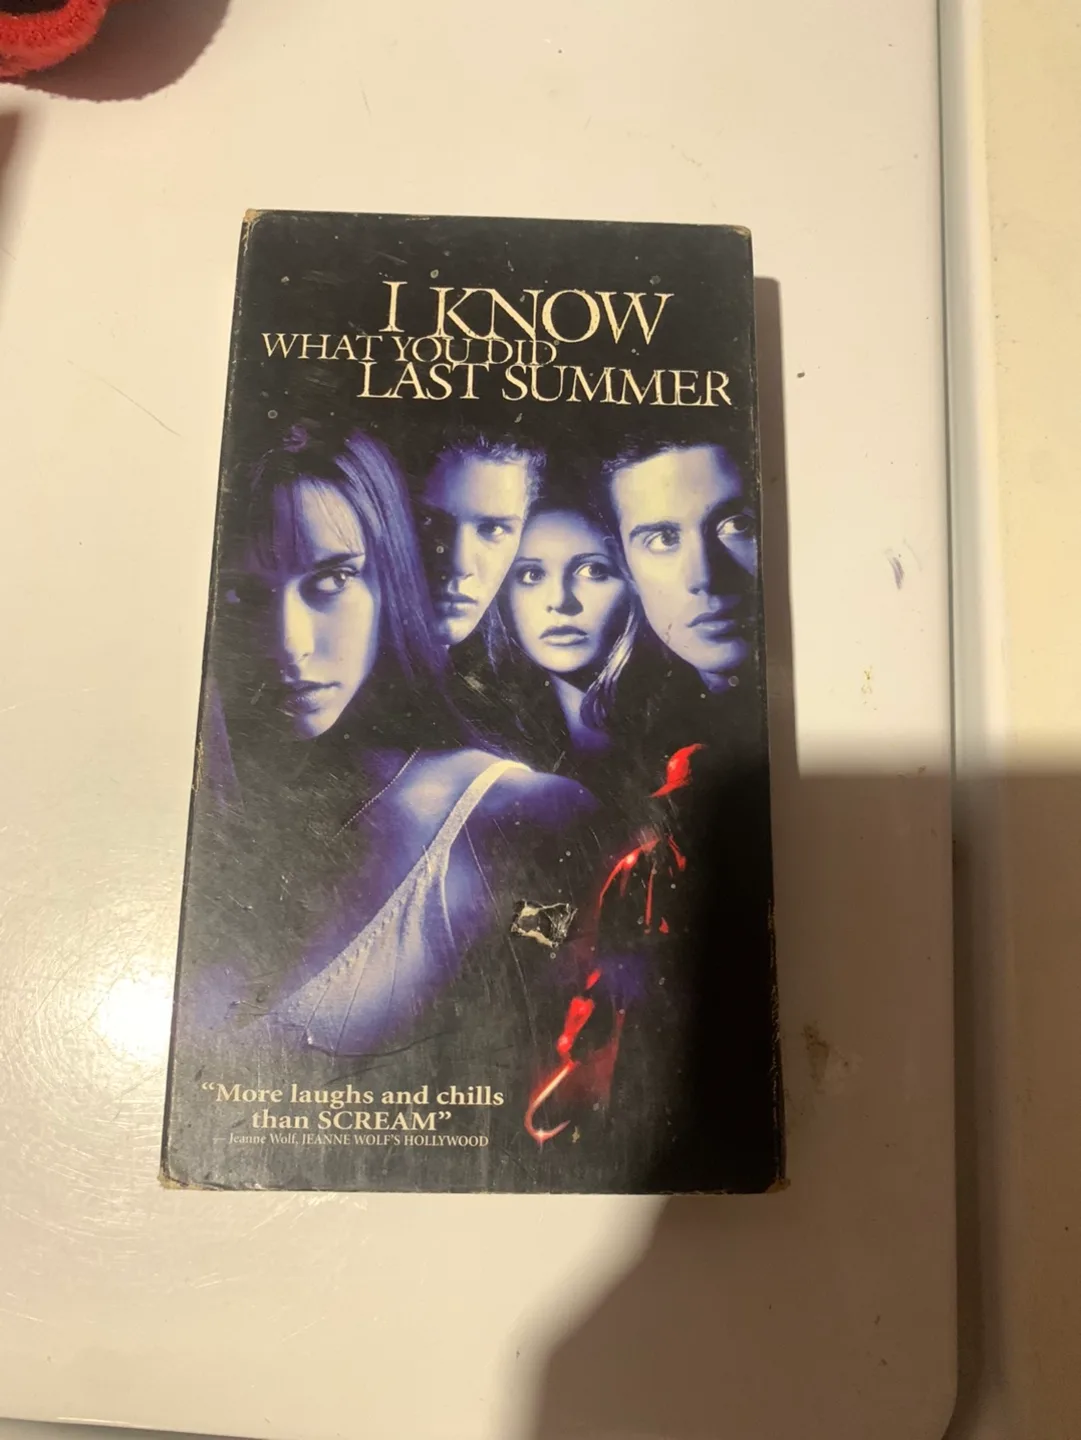 I KNOW
WHAT YOU DID
LAST SUMMER
“More laughs and chills
than SCREAM”
— Jeanne Wolf, JEANNE WOLF'S HOLLYWOOD